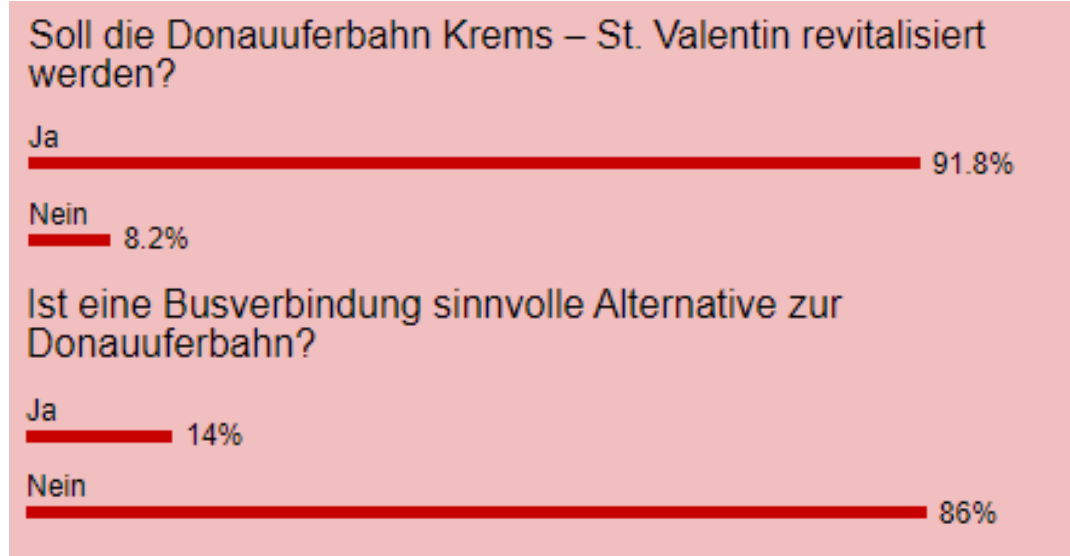 Soll die Donauuferbahn Krems – St. Valentin revitalisiert
werden?
Ja
91.8%
Nein
8.2%
Ist eine Busverbindung sinnvolle Alternative zur
Donauuferbahn?
Ja
14%
Nein
86%